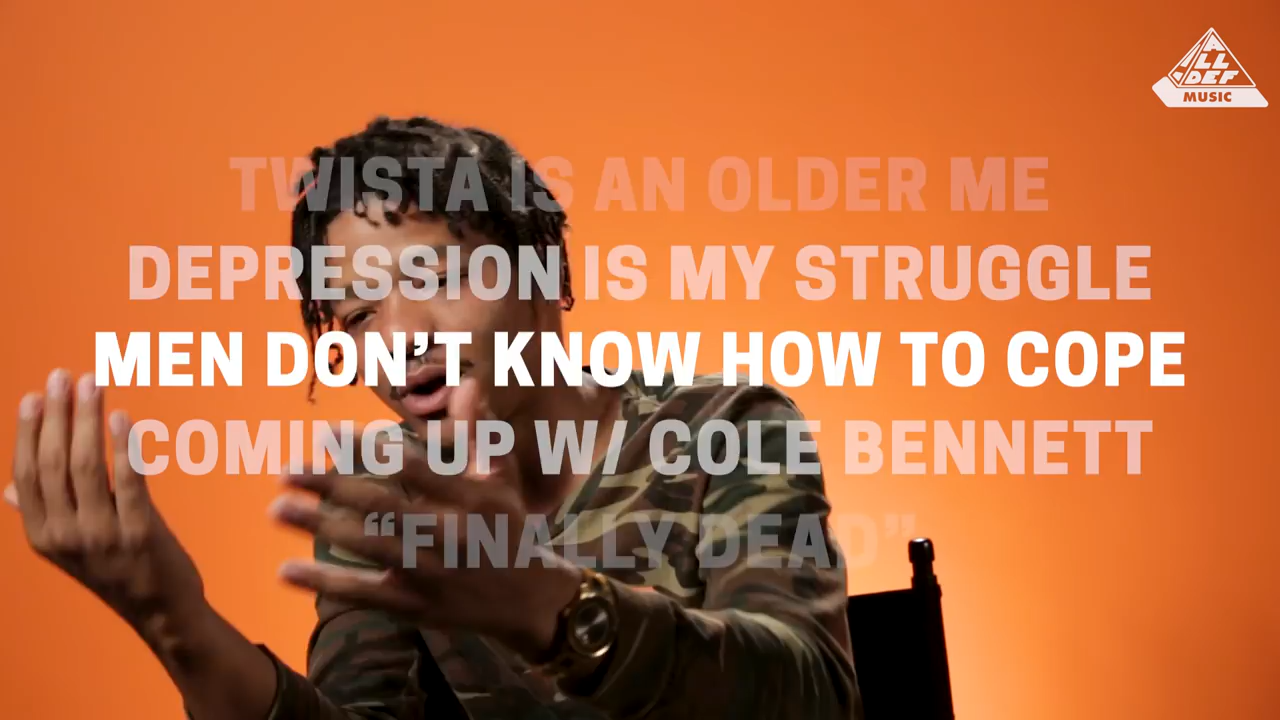 ALL DEF
MUSIC
TWISTA IS AN OLDER ME
DEPRESSION IS MY STRUGGLE
MEN DON’T KNOW HOW TO COPE
COMING UP W/ COLE BENNETT
“FINALLY DEAD”